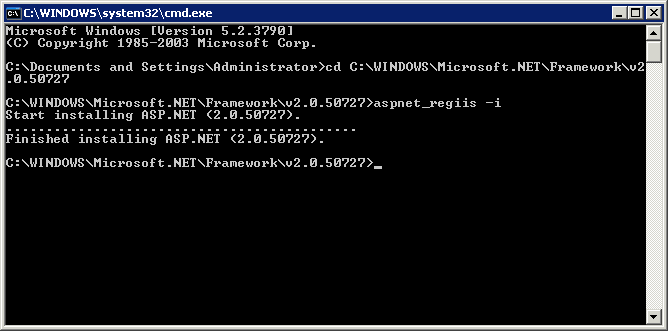 C:\WINDOWS\system32\cmd.exe
Microsoft Windows [Version 5.2.3790]
(C) Copyright 1985-2003 Microsoft Corp.
C:\Documents and Settings\Administrator>cd C:\WINDOWS\Microsoft.NET\Framework\v2
.0.50727
C:\WINDOWS\Microsoft.NET\Framework\v2.0.50727>aspnet_regiis -i
Start installing ASP.NET (2.0.50727).
............................................
Finished installing ASP.NET (2.0.50727).
C:\WINDOWS\Microsoft.NET\Framework\v2.0.50727>_